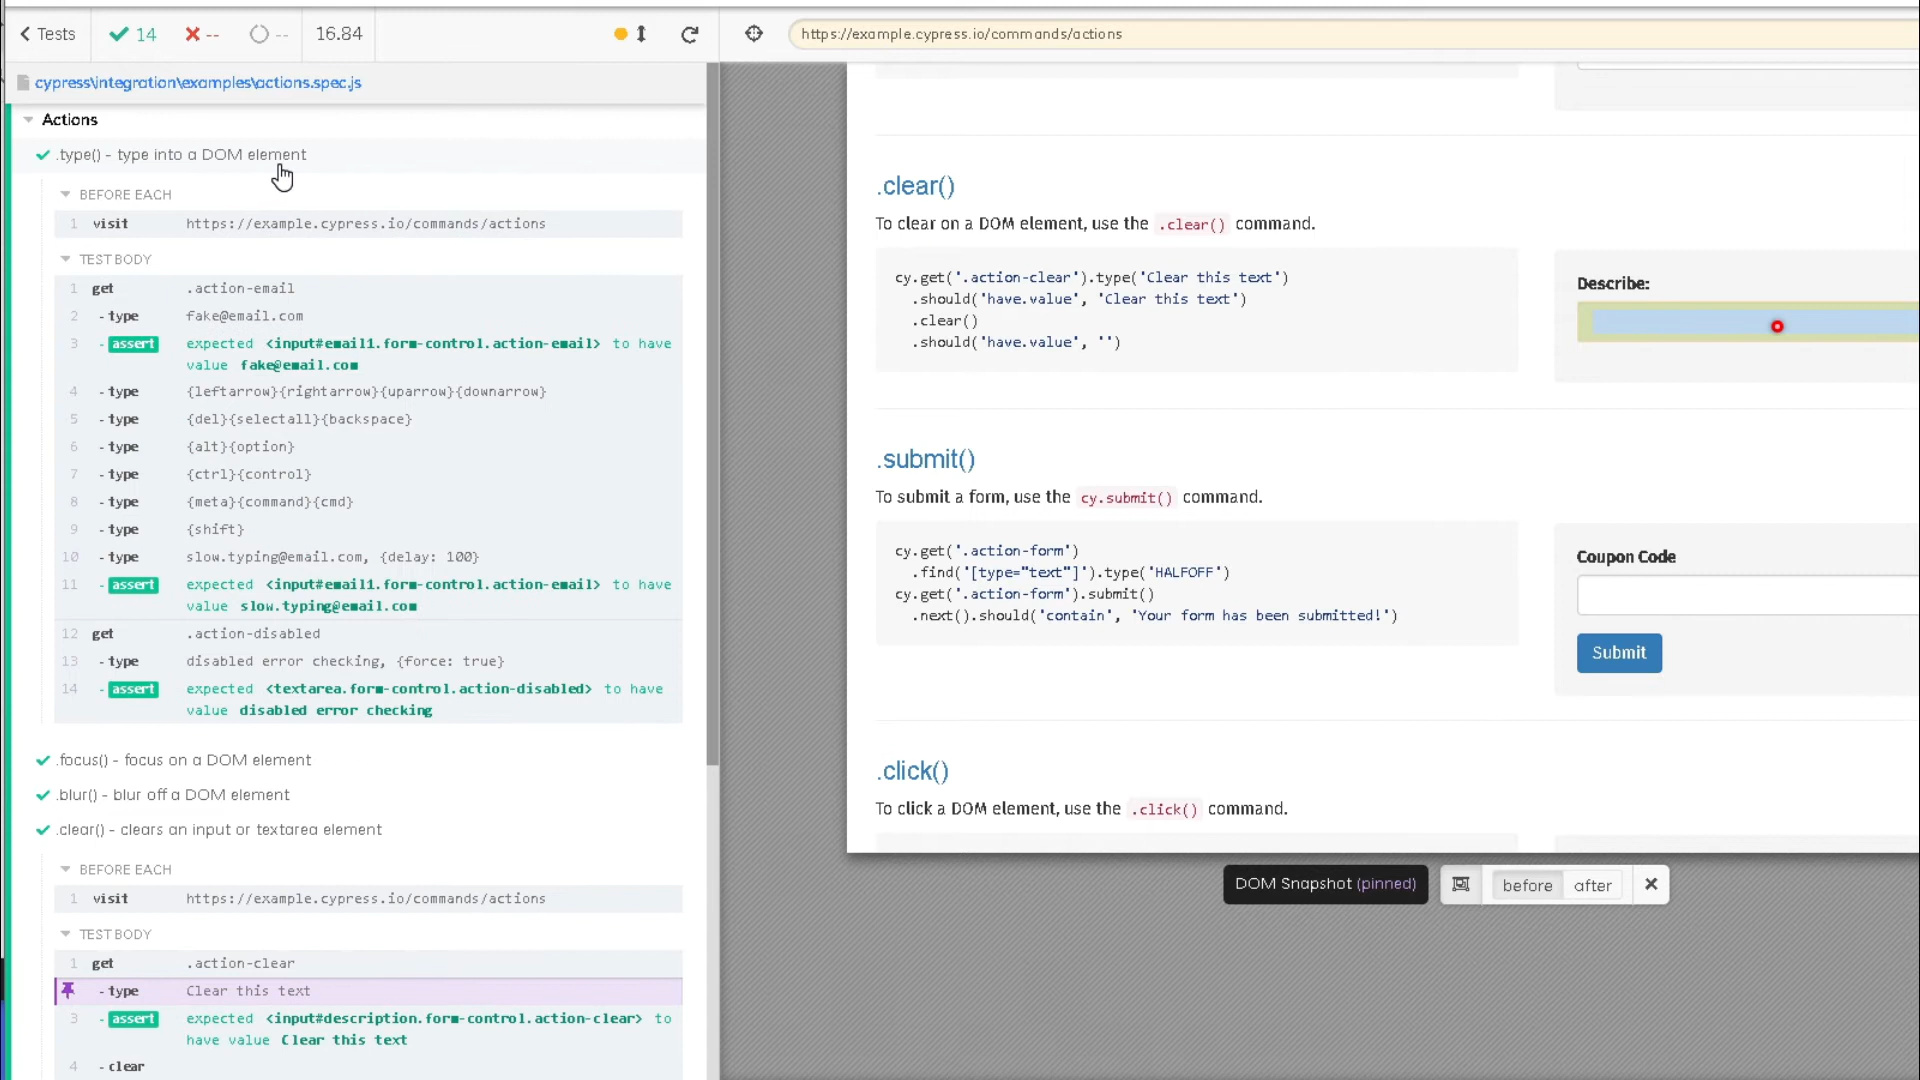 Tests
14
--
--
16.84
https://example.cypress.io/commands/actions
cypress\integration\examples\actions.spec.js
Actions
.type() - type into a DOM element
BEFORE EACH
1 visit https://example.cypress.io/commands/actions
TEST BODY
1 get .action-email
2 - type fake@email.com
3 - assert expected <input#email1.form-control.action-email> to have
value fake@email.com
4 - type {leftarrow}{rightarrow}{uparrow}{downarrow}
5 - type {del}{selectall}{backspace}
6 - type {alt}{option}
7 - type {ctrl}{control}
8 - type {meta}{command}{cmd}
9 - type {shift}
10 - type slow.typing@email.com, {delay: 100}
11 - assert expected <input#email1.form-control.action-email> to have
value slow.typing@email.com
12 get .action-disabled
13 - type disabled error checking, {force: true}
14 - assert expected <textarea.form-control.action-disabled> to have
value disabled error checking
.focus() - focus on a DOM element
.blur() - blur off a DOM element
.clear() - clears an input or textarea element
BEFORE EACH
1 visit https://example.cypress.io/commands/actions
TEST BODY
1 get .action-clear
- type Clear this text
3 - assert expected <input#description.form-control.action-clear> to
have value Clear this text
4 - clear
.clear()
To clear on a DOM element, use the .clear() command.
cy.get('.action-clear').type('Clear this text')
.should('have.value', 'Clear this text')
.clear()
.should('have.value', '')
Describe:
.submit()
To submit a form, use the cy.submit() command.
cy.get('.action-form')
.find('[type="text"]').type('HALFOFF')
cy.get('.action-form').submit()
.next().should('contain', 'Your form has been submitted!')
Coupon Code
Submit
.click()
To click a DOM element, use the .click() command.
DOM Snapshot (pinned)
before
after